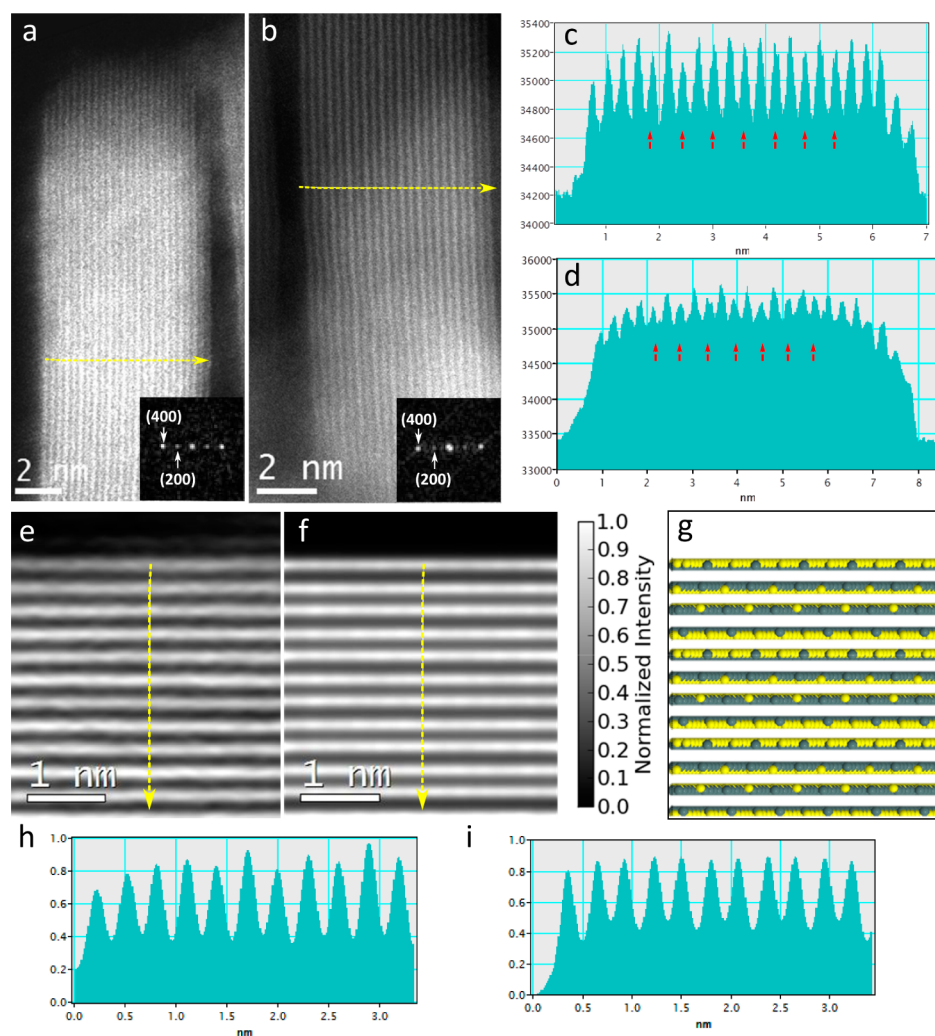 a
(400)
(200)
2 nm
b
(400)
(200)
2 nm
c
35400
35200
35000
34800
34600
34400
34200
34000
1 2 3 4 5 6 7
nm
d
36000
35500
35000
34500
34000
33500
33000
0 1 2 3 4 5 6 7 8
nm
e
1 nm
f
1 nm
1.0
0.9
0.8
0.7
0.6
0.5
0.4
0.3
0.2
0.1
0.0
Normalized Intensity
g
h
1.0
0.8
0.6
0.4
0.2
0.0
0.0 0.5 1.0 1.5 2.0 2.5 3.0
nm
i
1.0
0.8
0.6
0.4
0.2
0.0
0.0 0.5 1.0 1.5 2.0 2.5 3.0
nm